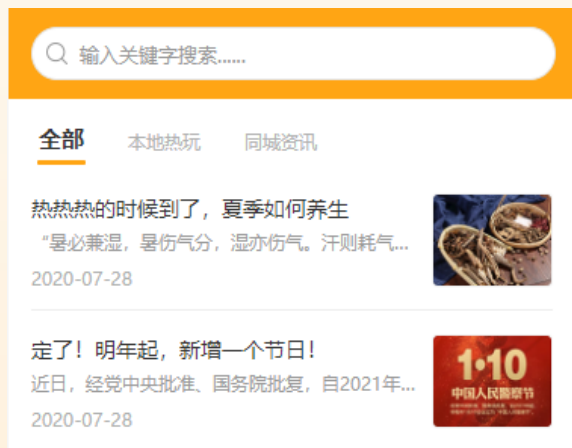 输入关键字搜索......
全部
本地热玩
同城资讯
热热热的时候到了，夏季如何养生
“暑必兼湿，暑伤气分，湿亦伤气。汗则耗气...
2020-07-28
定了！明年起，新增一个节日！
近日，经党中央批准、国务院批复，自2021年...
2020-07-28
1·10
中国人民警察节